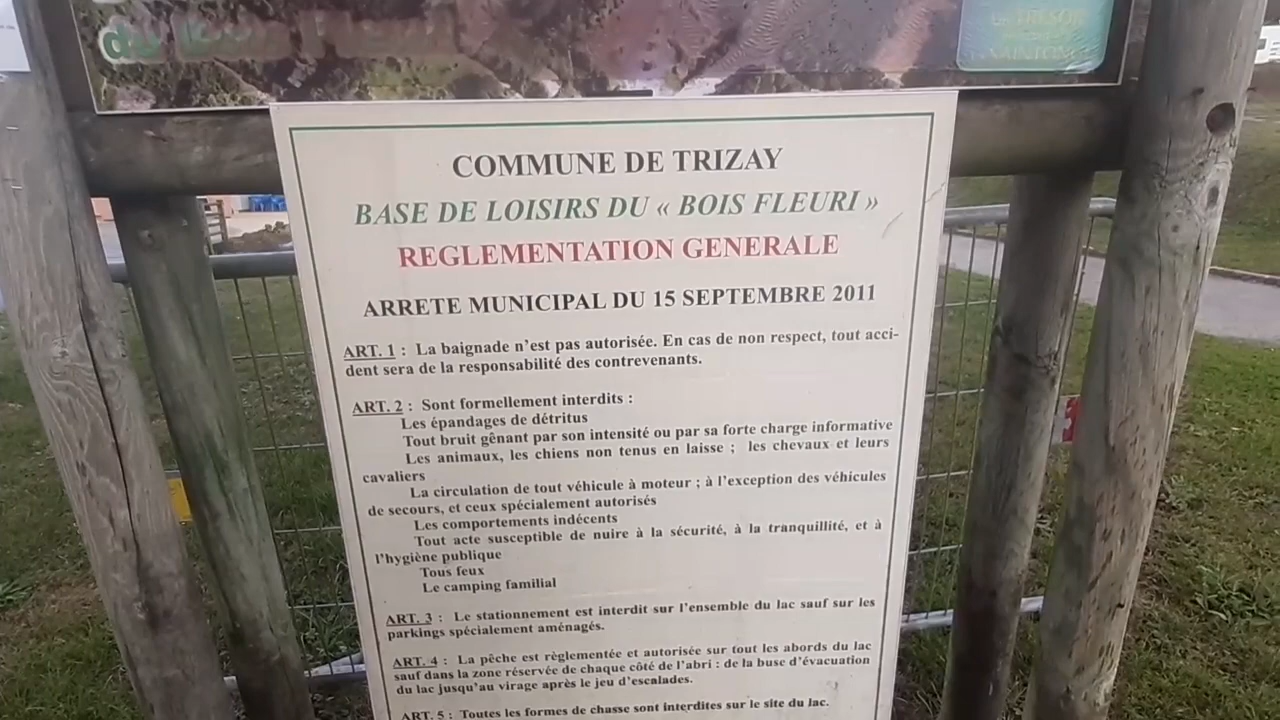 LE TRÉSOR
SAINTONGE
COMMUNE DE TRIZAY
BASE DE LOISIRS DU « BOIS FLEURI »
REGLEMENTATION GENERALE
ARRETE MUNICIPAL DU 15 SEPTEMBRE 2011
ART. 1 : La baignade n'est pas autorisée. En cas de non respect, tout acci-
dent sera de la responsabilité des contrevenants.
ART. 2 : Sont formellement interdits :
Les épandages de détritus
Tout bruit gênant par son intensité ou par sa forte charge informative
Les animaux, les chiens non tenus en laisse ; les chevaux et leurs
cavaliers
La circulation de tout véhicule à moteur ; à l'exception des véhicules
de secours, et ceux spécialement autorisés
Les comportements indécents
Tout acte susceptible de nuire à la sécurité, à la tranquillité, et à
l'hygiène publique
Tous feux
Le camping familial
ART. 3 : Le stationnement est interdit sur l'ensemble du lac sauf sur les
parkings spécialement aménagés.
ART. 4 : La pêche est règlementée et autorisée sur tout les abords du lac
sauf dans la zone réservée de chaque côté de l'abri : de la buse d'évacuation
du lac jusqu'au virage après le jeu d'escalades.
ART. 5 : Toutes les formes de chasse sont interdites sur le site du lac.